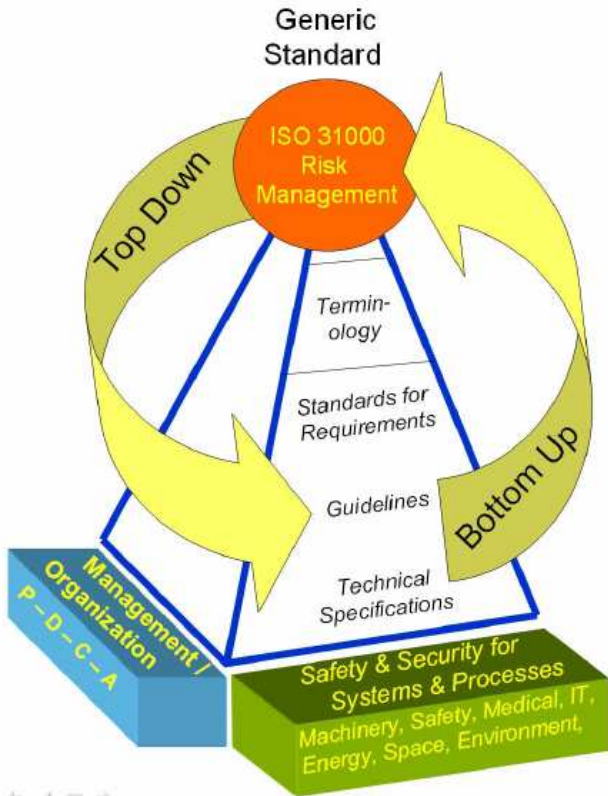 Generic
Standard
ISO 31000
Risk
Management
Top Down
Termin-
ology
Standards for
Requirements
Guidelines
Bottom Up
Technical
Specifications
Management /
Organization
P – D – C – A
Safety & Security for
Systems & Processes
Machinery, Safety, Medical, IT,
Energy, Space, Environment,